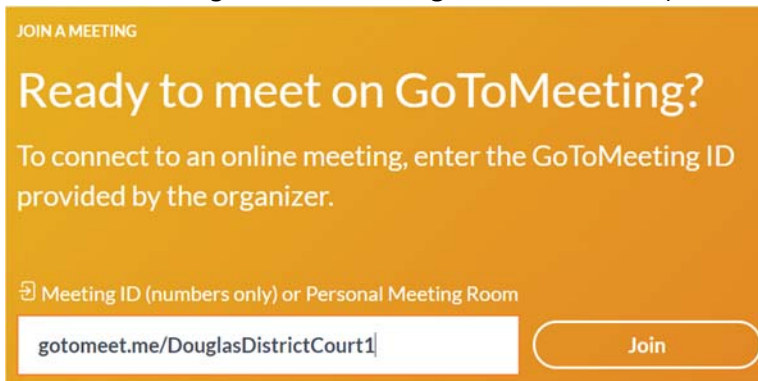 JOIN A MEETING
Ready to meet on GoToMeeting?
To connect to an online meeting, enter the GoToMeeting ID
provided by the organizer.
Meeting ID (numbers only) or Personal Meeting Room
gotomeet.me/DouglasDistrictCourt1
Join